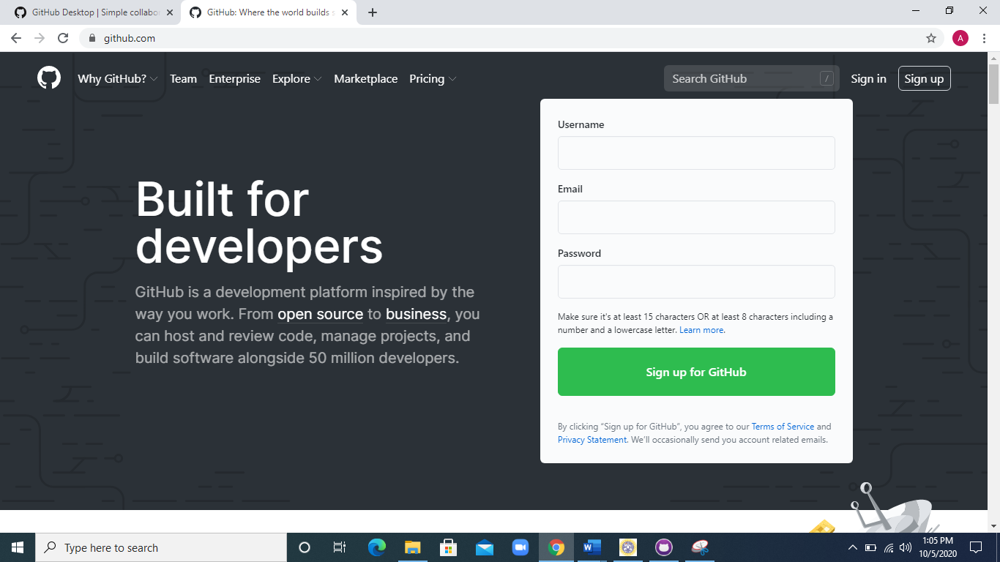 GitHub Desktop | Simple collabo
GitHub: Where the world builds s
github.com
A
Why GitHub? Team Enterprise Explore Marketplace Pricing
Search GitHub /
Sign in
Sign up
Built for
developers
GitHub is a development platform inspired by the
way you work. From open source to business, you
can host and review code, manage projects, and
build software alongside 50 million developers.
Username
Email
Password
Make sure it's at least 15 characters OR at least 8 characters including a
number and a lowercase letter. Learn more.
Sign up for GitHub
By clicking “Sign up for GitHub”, you agree to our Terms of Service and
Privacy Statement. We’ll occasionally send you account related emails.
Type here to search
1:05 PM
10/5/2020